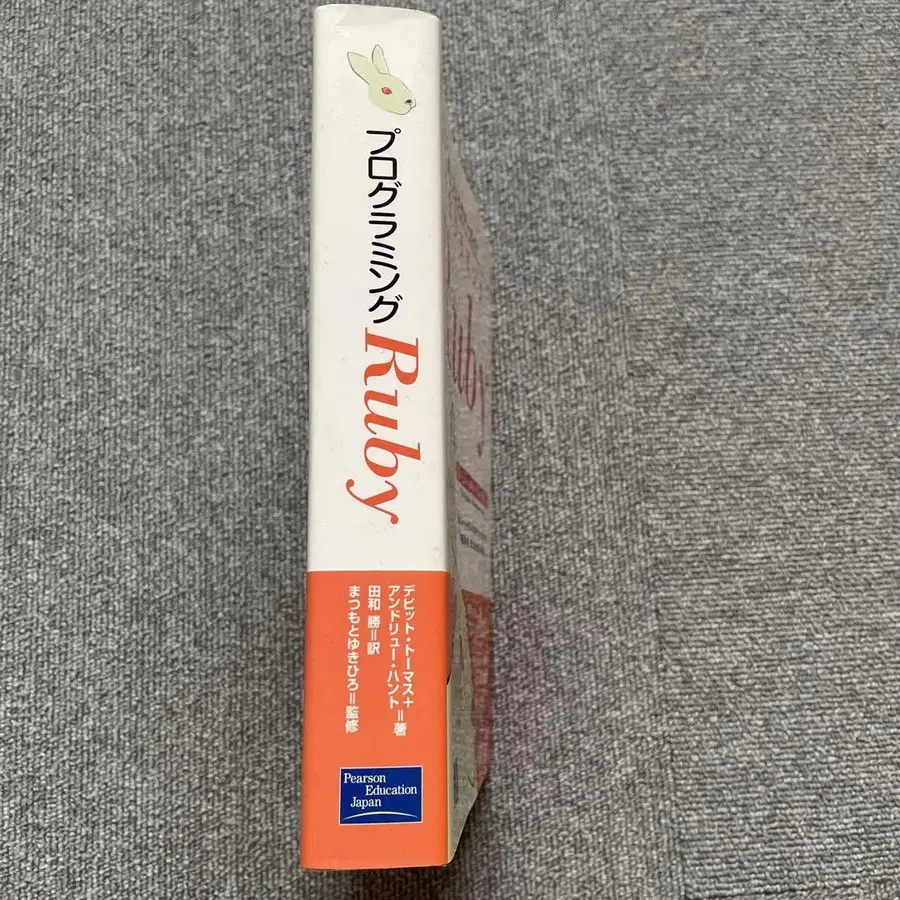 プログラミング
Ruby
デビット・トーマス+
アンドリュー・ハント=著
田和 勝=訳
まつもとゆきひろ=監修
Pearson
Education
Japan